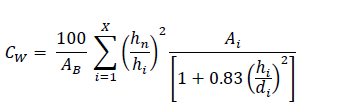 C_W = \frac{100}{A_B} \sum_{i=1}^{X} \left( \frac{h_n}{h_i} \right)^2 \frac{A_i}{\left[ 1 + 0.83 \left( \frac{h_i}{d_i} \right)^2 \right]}